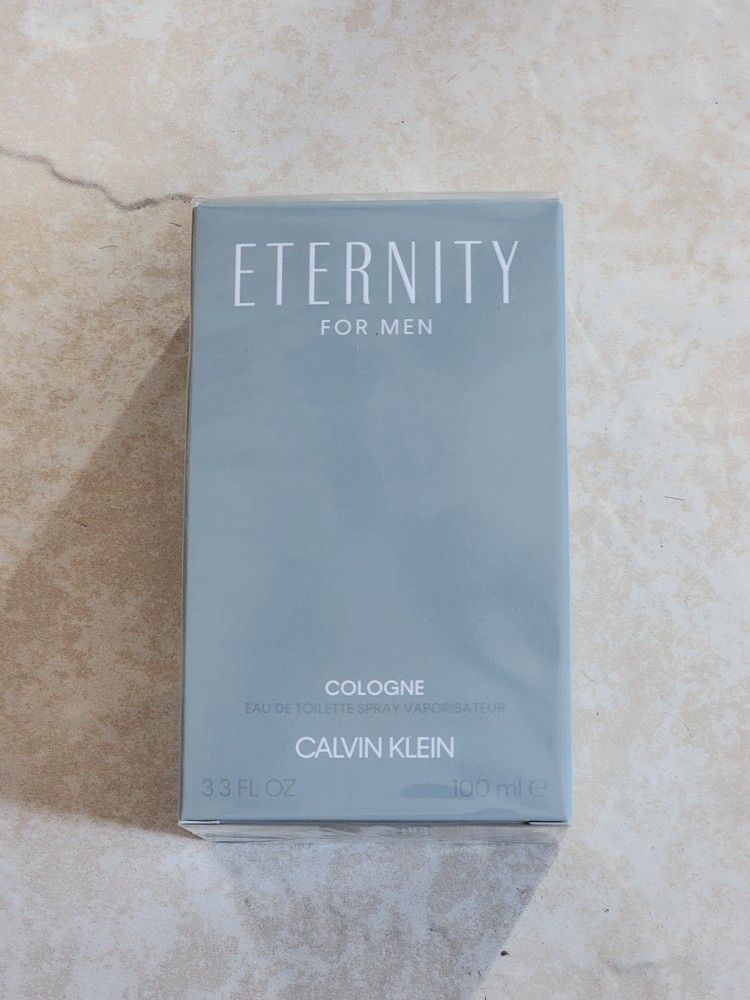 ETERNITY
FOR MEN
COLOGNE
EAU DE TOILETTE SPRAY VAPORISATEUR
CALVIN KLEIN
3.3 FL OZ 100 ml ℮